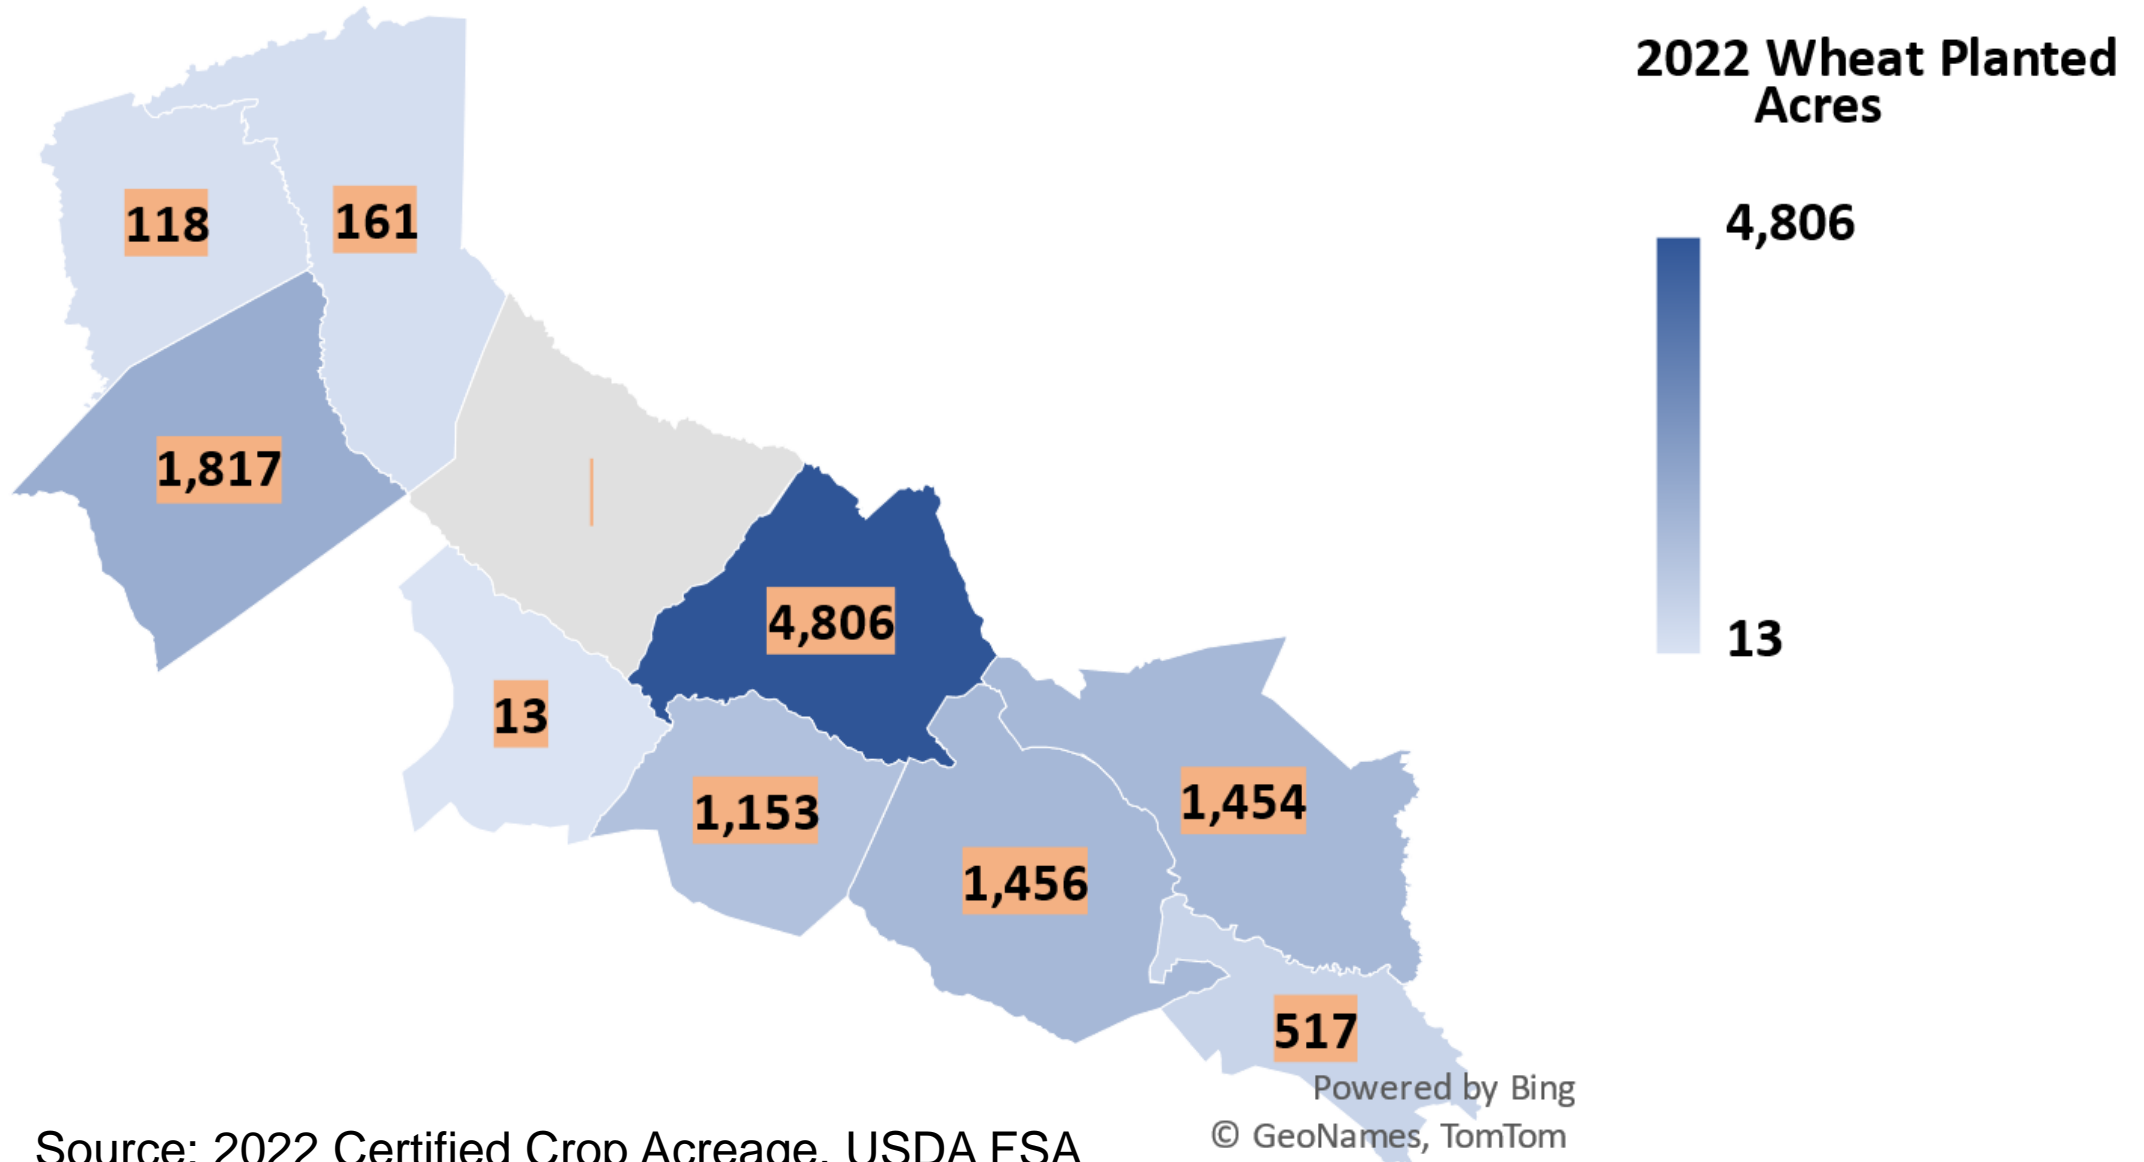 2022 Wheat Planted
Acres
4,806
13
118
161
1,817
4,806
13
1,153
1,454
1,456
517
Powered by Bing
© GeoNames, TomTom
Source: 2022 Certified Crop Acreage, USDA FSA